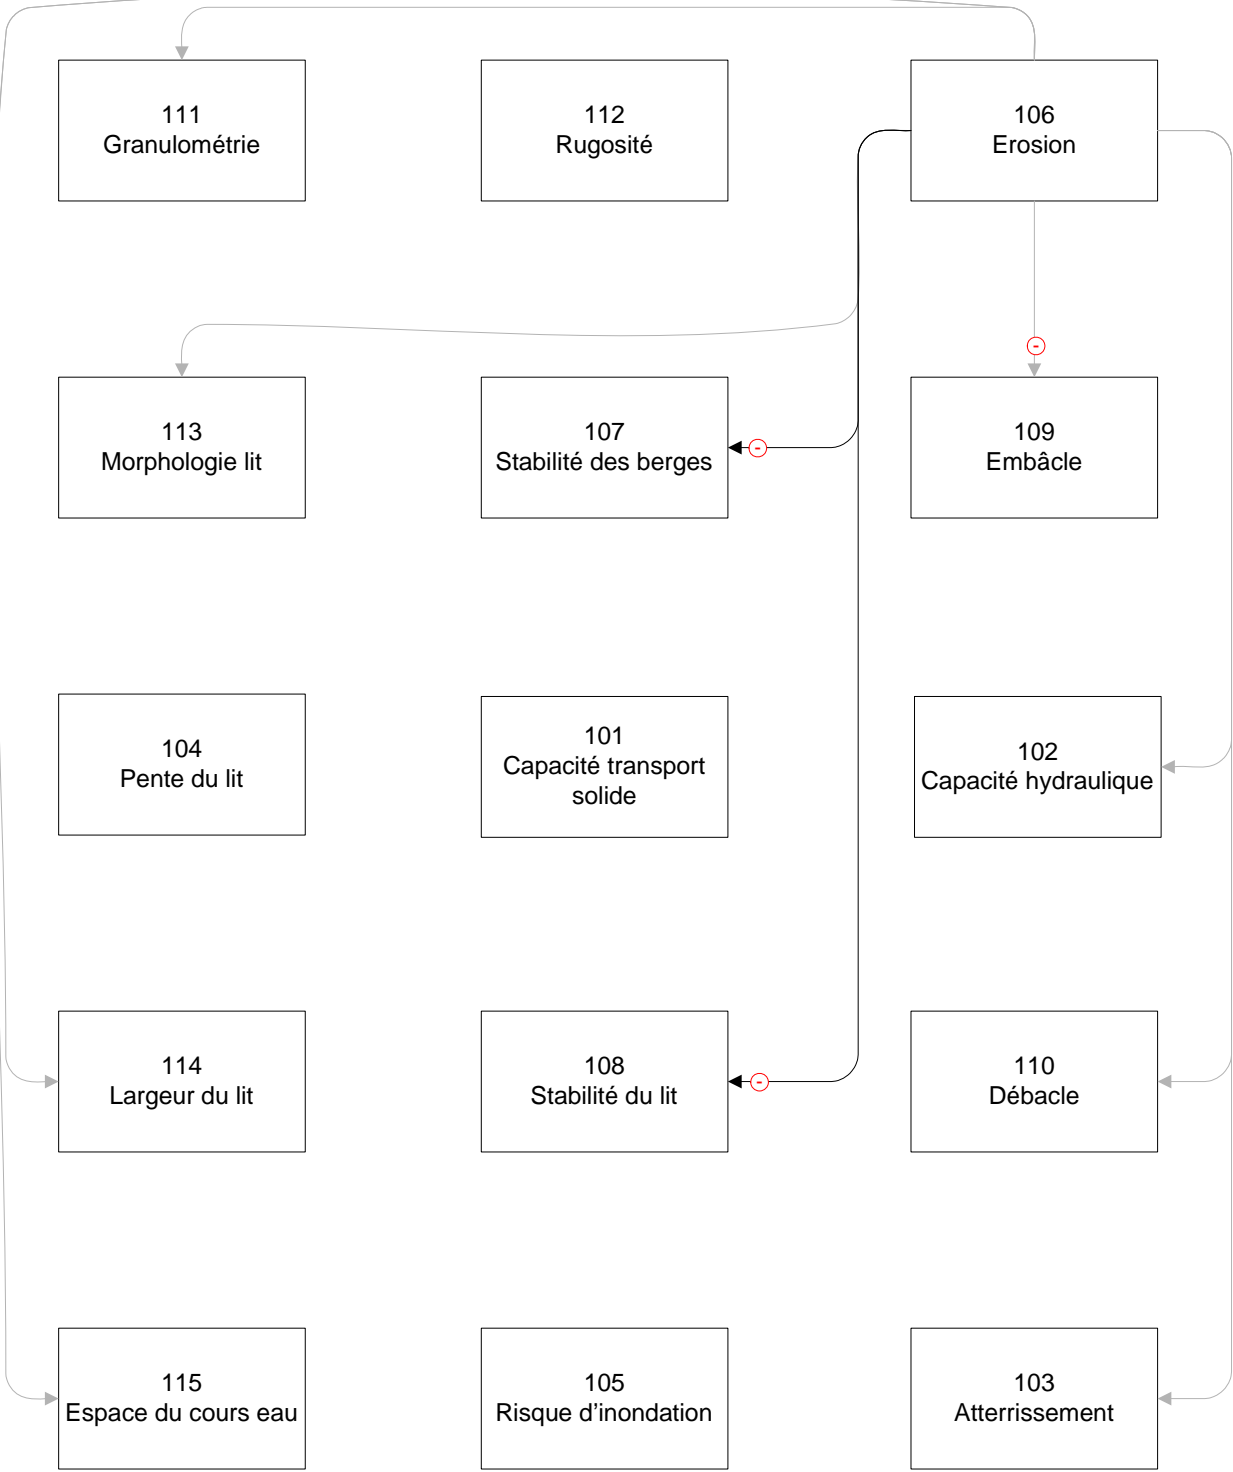 111
Granulométrie
112
Rugosité
106
Erosion
-
113
Morphologie lit
107
Stabilité des berges
-
109
Embâcle
104
Pente du lit
101
Capacité transport
solide
102
Capacité hydraulique
114
Largeur du lit
108
Stabilité du lit
-
110
Débacle
115
Espace du cours eau
105
Risque d’inondation
103
Atterrissement